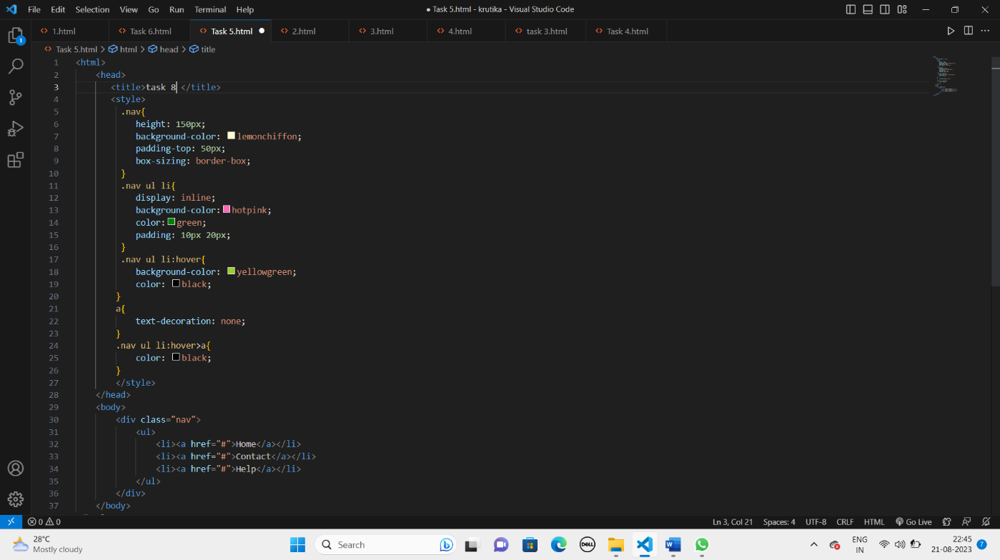 File Edit Selection View Go Run Terminal Help
● Task 5.html - krutika - Visual Studio Code
1.html Task 6.html Task 5.html ● 2.html 3.html 4.html task 3.html Task 4.html
Task 5.html > html > head > title
1 <html>
2 <head>
3 <title>task 8 </title>
4 <style>
5 .nav{
6 height: 150px;
7 background-color: lemonchiffon;
8 padding-top: 50px;
9 box-sizing: border-box;
10 }
11 .nav ul li{
12 display: inline;
13 background-color: hotpink;
14 color: green;
15 padding: 10px 20px;
16 }
17 .nav ul li:hover{
18 background-color: yellowgreen;
19 color: black;
20 }
21 a{
22 text-decoration: none;
23 }
24 .nav ul li:hover>a{
25 color: black;
26 }
27 </style>
28 </head>
29 <body>
30 <div class="nav">
31 <ul>
32 <li><a href="#">Home</a></li>
33 <li><a href="#">Contact</a></li>
34 <li><a href="#">Help</a></li>
35 </ul>
36 </div>
37 </body>
1
0 0 Ln 3, Col 21 Spaces: 4 UTF-8 CRLF HTML Go Live
28°C
Mostly cloudy
Search
DELL
W
ENG
IN
22:45
21-08-2023
7